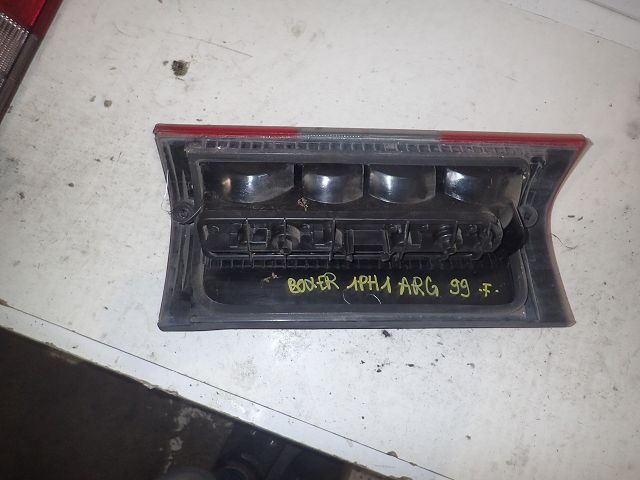 BOXER 1PH1 ARG 99 .F.